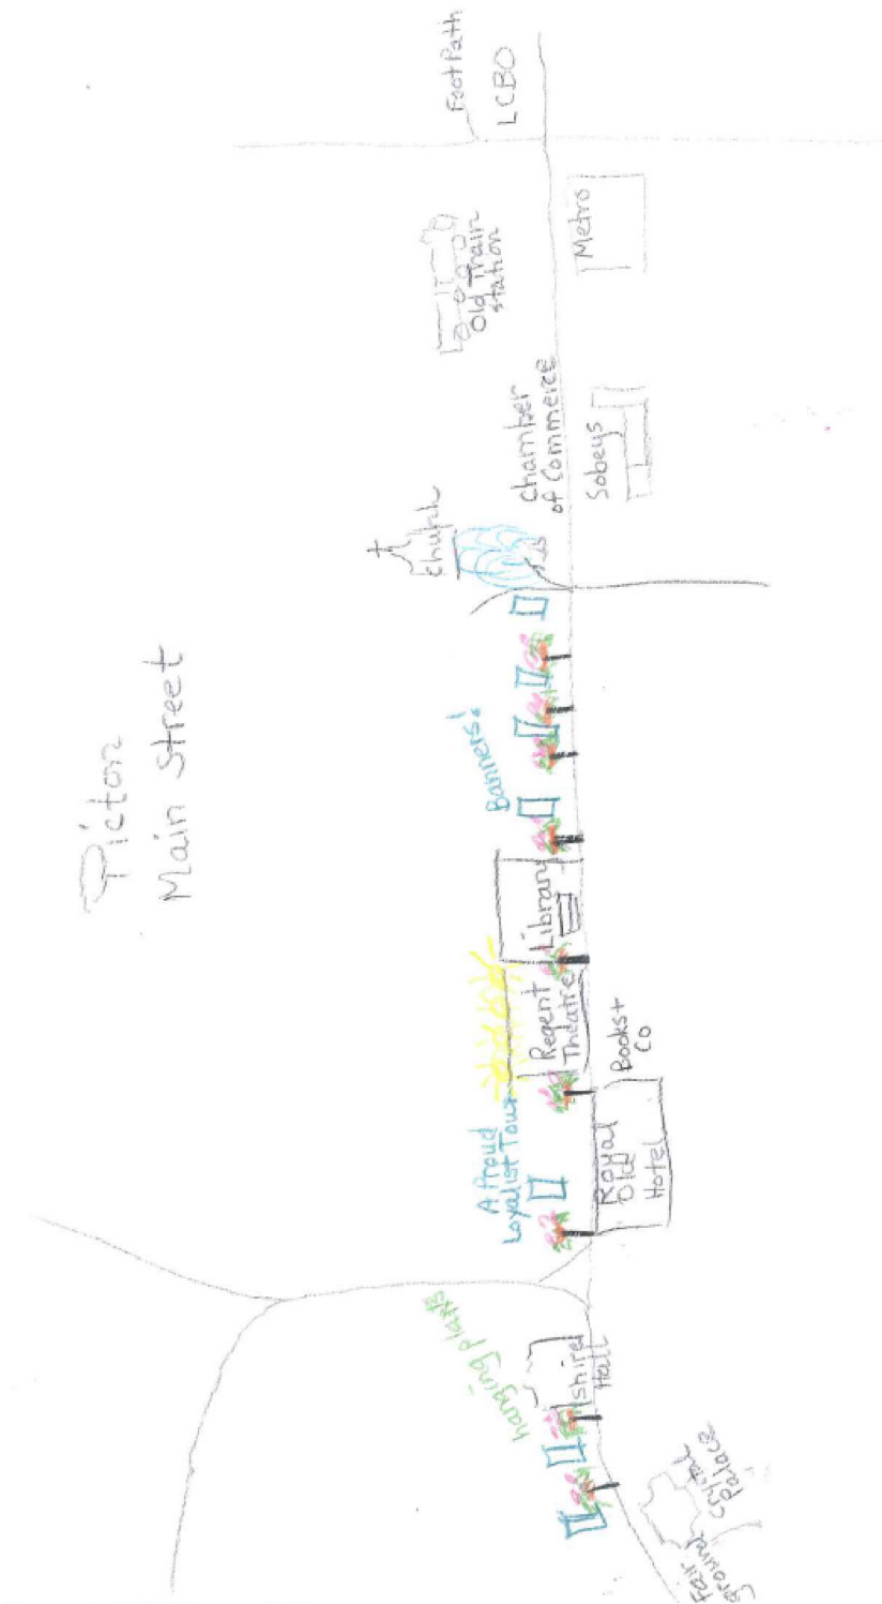 Picton
Main Street
hanging plants
A Proud
Loyalist Town
Banners!
Church
Old Train
station
Foot Path
LCBO
Shire
Hall
Regent
Theatre
Library
chamber
of Commerce
Fair
ground
Crystal
Palace
Royal
Old
Hotel
Books +
Co
Sobeys
Metro